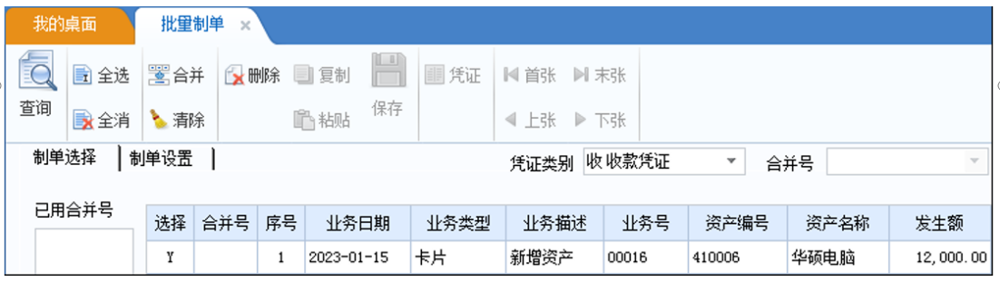 我的桌面 批里制单 ×
查询 全选 合并 删除 复制 保存 凭证 首张 末张
全消 清除 粘贴 上张 下张
制单选择 制单设置 凭证类别 收 收款凭证 合并号
已用合并号
选择 合并号 序号 业务日期 业务类型 业务描述 业务号 资产编号 资产名称 发生额
Y 1 2023-01-15 卡片 新增资产 00016 410006 华硕电脑 12,000.00